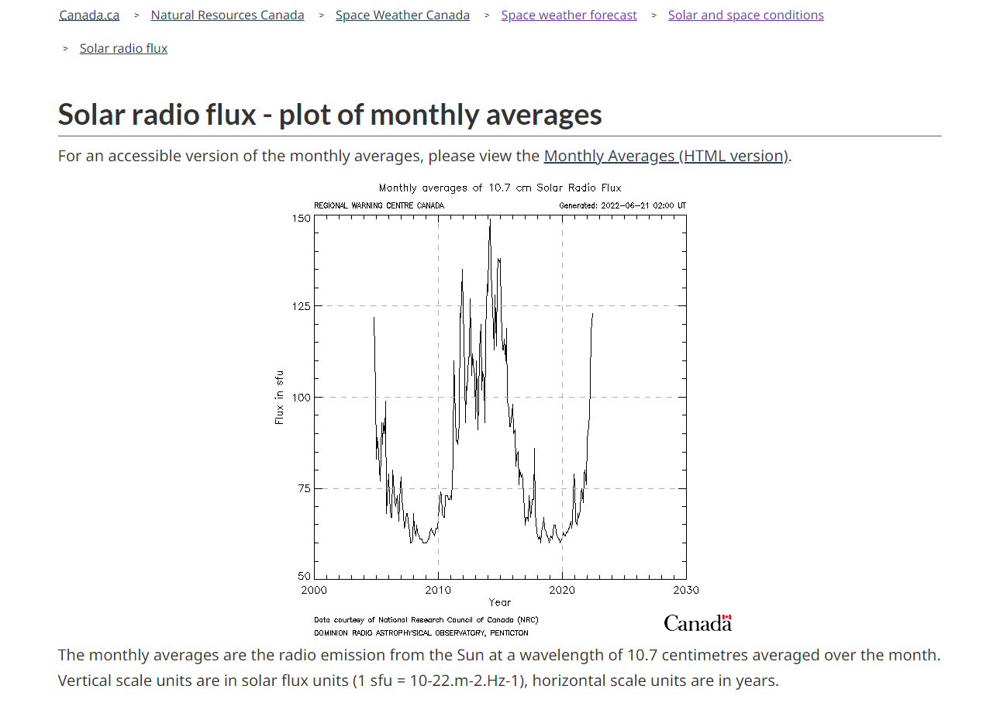 Canada.ca > Natural Resources Canada > Space Weather Canada > Space weather forecast > Solar and space conditions
> Solar radio flux
Solar radio flux - plot of monthly averages
For an accessible version of the monthly averages, please view the Monthly Averages (HTML version).
Monthly averages of 10.7 cm Solar Radio Flux
REGIONAL WARNING CENTRE CANADA Generated: 2022-06-21 02:00 UT
150
125
100
75
50
Flux in sfu
2000 2010 2020 2030
Year
Data courtesy of National Research Council of Canada (NRC)
DOMINION RADIO ASTROPHYSICAL OBSERVATORY, PENTICTON
Canada
The monthly averages are the radio emission from the Sun at a wavelength of 10.7 centimetres averaged over the month.
Vertical scale units are in solar flux units (1 sfu = 10-22.m-2.Hz-1), horizontal scale units are in years.